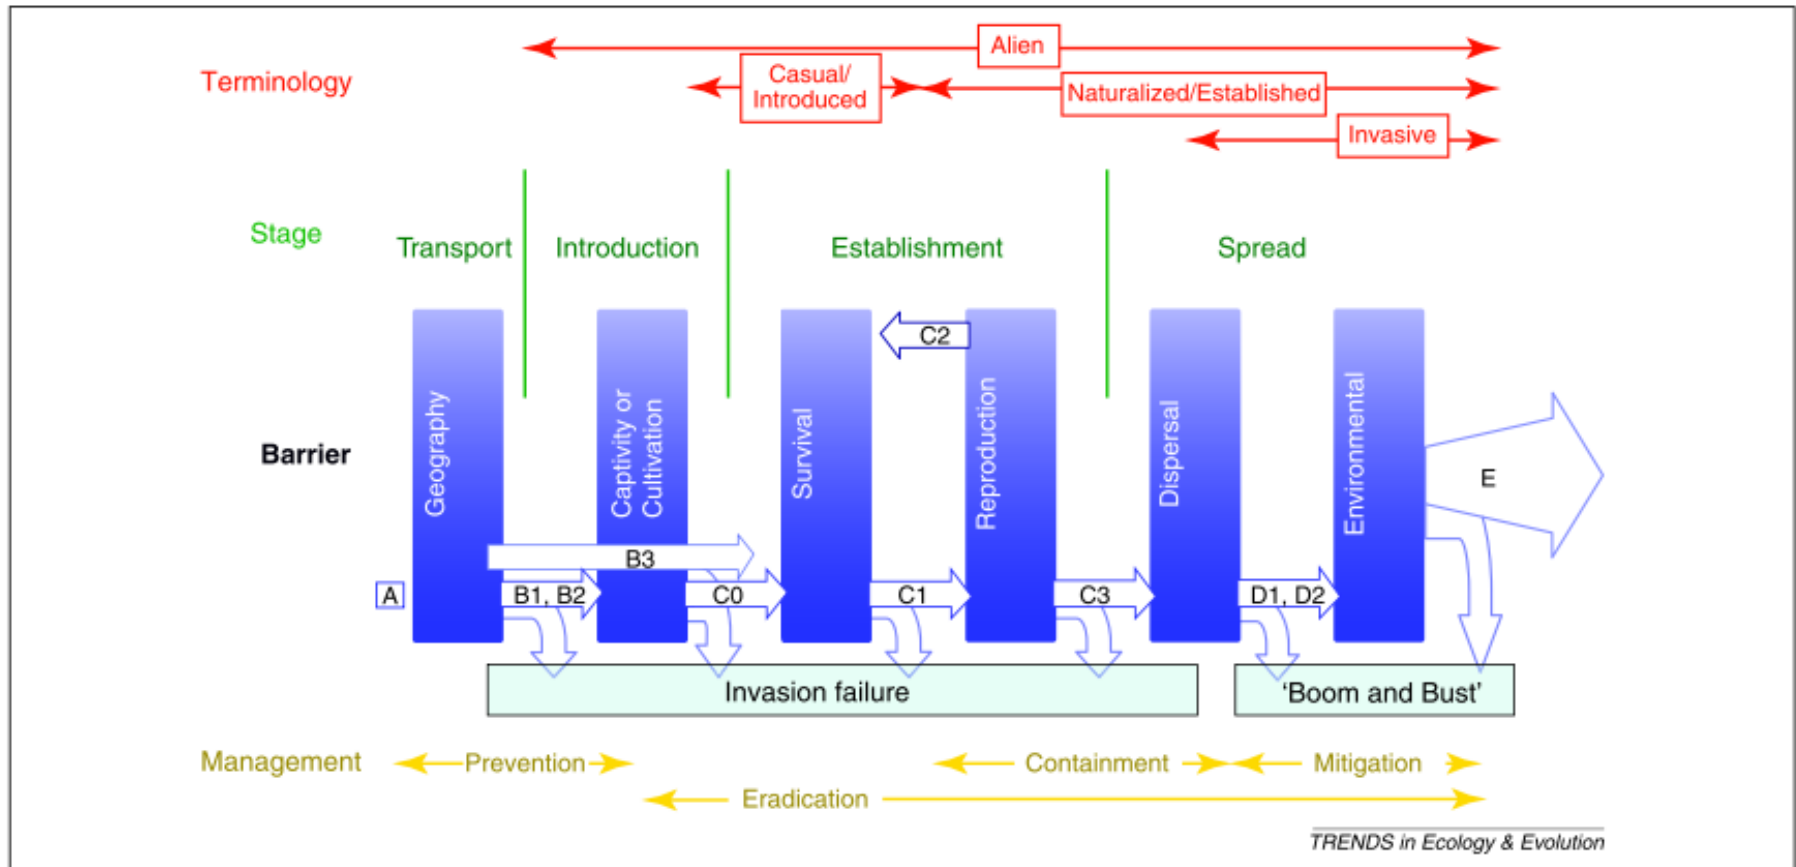 Alien
Terminology
Casual/
Introduced
Naturalized/Established
Invasive
Stage
Transport
Introduction
Establishment
Spread
Barrier
Geography
Captivity or
Cultivation
Survival
Reproduction
Dispersal
Environmental
C2
E
B3
A
B1, B2
C0
C1
C3
D1, D2
Invasion failure
'Boom and Bust'
Management
Prevention
Containment
Mitigation
Eradication
TRENDS in Ecology & Evolution